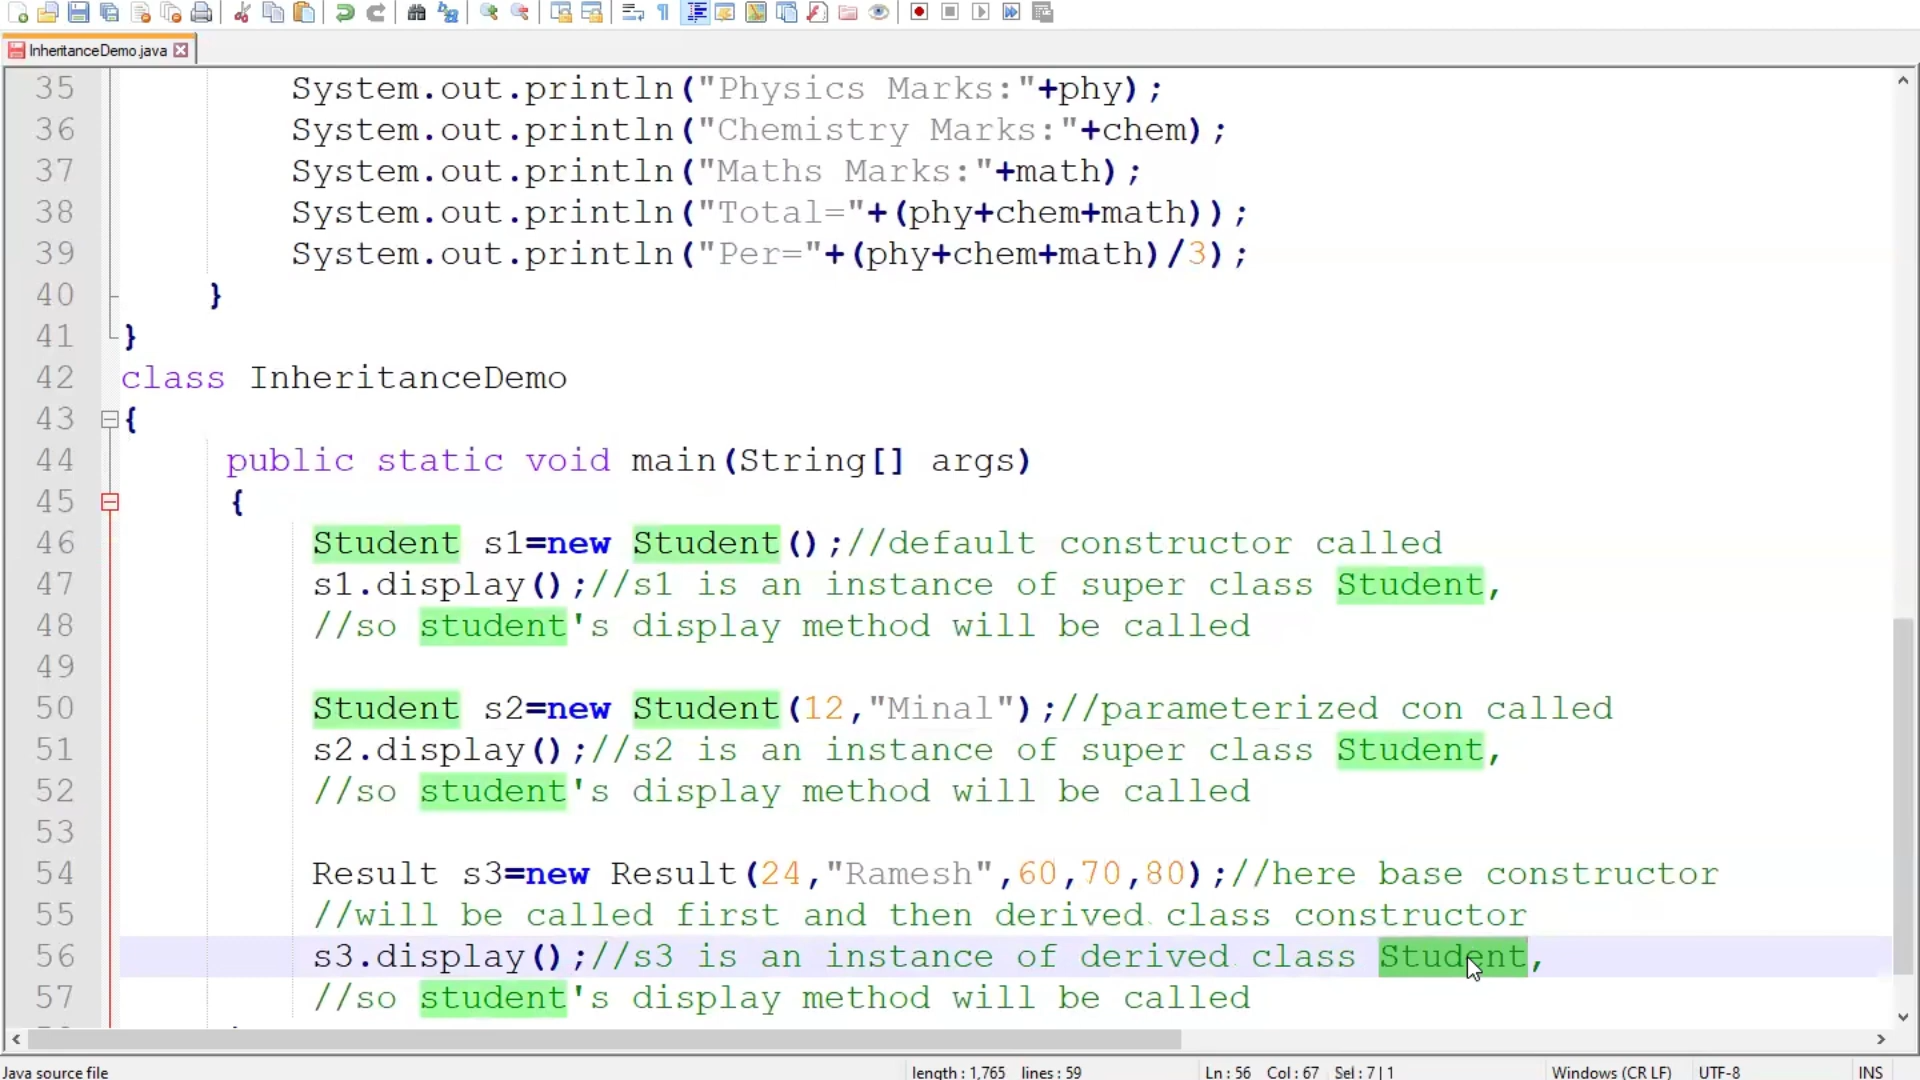 InheritanceDemo.java
35 System.out.println("Physics Marks:"+phy);
36 System.out.println("Chemistry Marks:"+chem);
37 System.out.println("Maths Marks:"+math);
38 System.out.println("Total="+(phy+chem+math));
39 System.out.println("Per="+(phy+chem+math)/3);
40 }
41 }
42 class InheritanceDemo
43 {
44 public static void main(String[] args)
45 {
46 Student s1=new Student();//default constructor called
47 s1.display();//s1 is an instance of super class Student,
48 //so student's display method will be called
49
50 Student s2=new Student(12,"Minal");//parameterized con called
51 s2.display();//s2 is an instance of super class Student,
52 //so student's display method will be called
53
54 Result s3=new Result(24,"Ramesh",60,70,80);//here base constructor
55 //will be called first and then derived class constructor
56 s3.display();//s3 is an instance of derived class Student,
57 //so student's display method will be called
Java source file length : 1,765 lines : 59 Ln : 56 Col : 67 Sel : 7 | 1 Windows (CR LF) UTF-8 INS